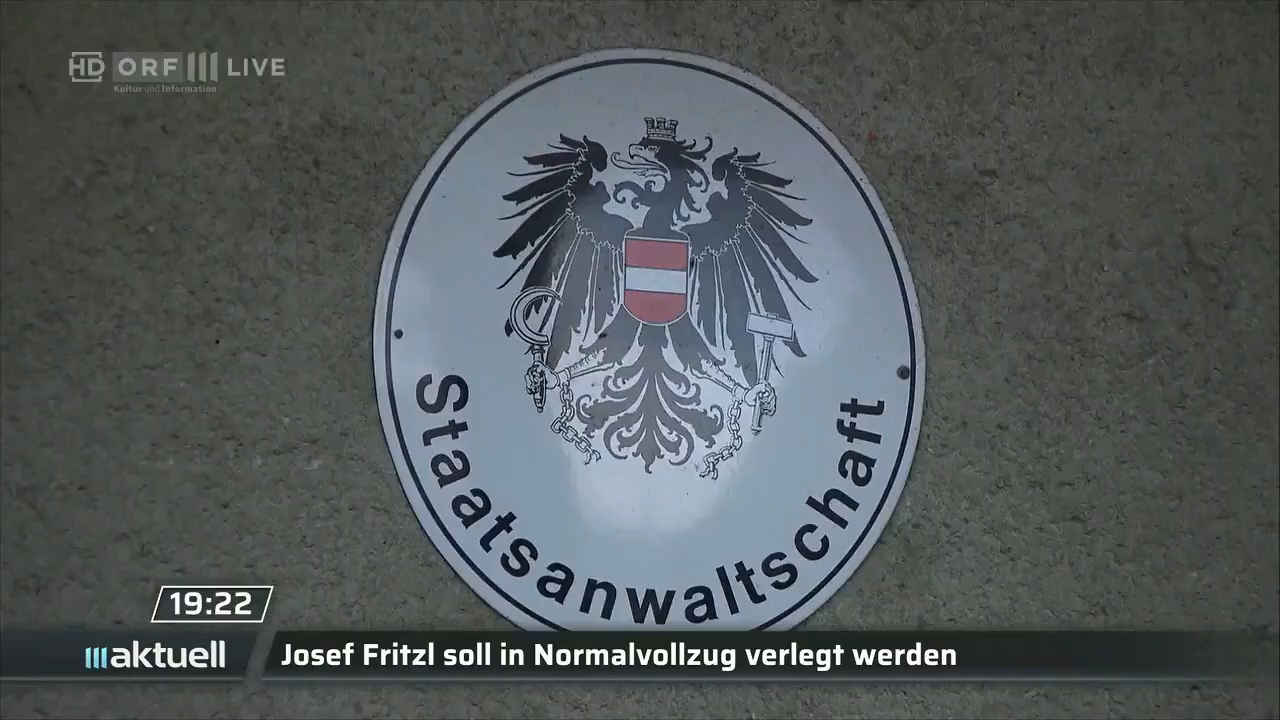 HD ORF III LIVE
Kultur und Information
Staatsanwaltschaft
19:22
aktuell
Josef Fritzl soll in Normalvollzug verlegt werden